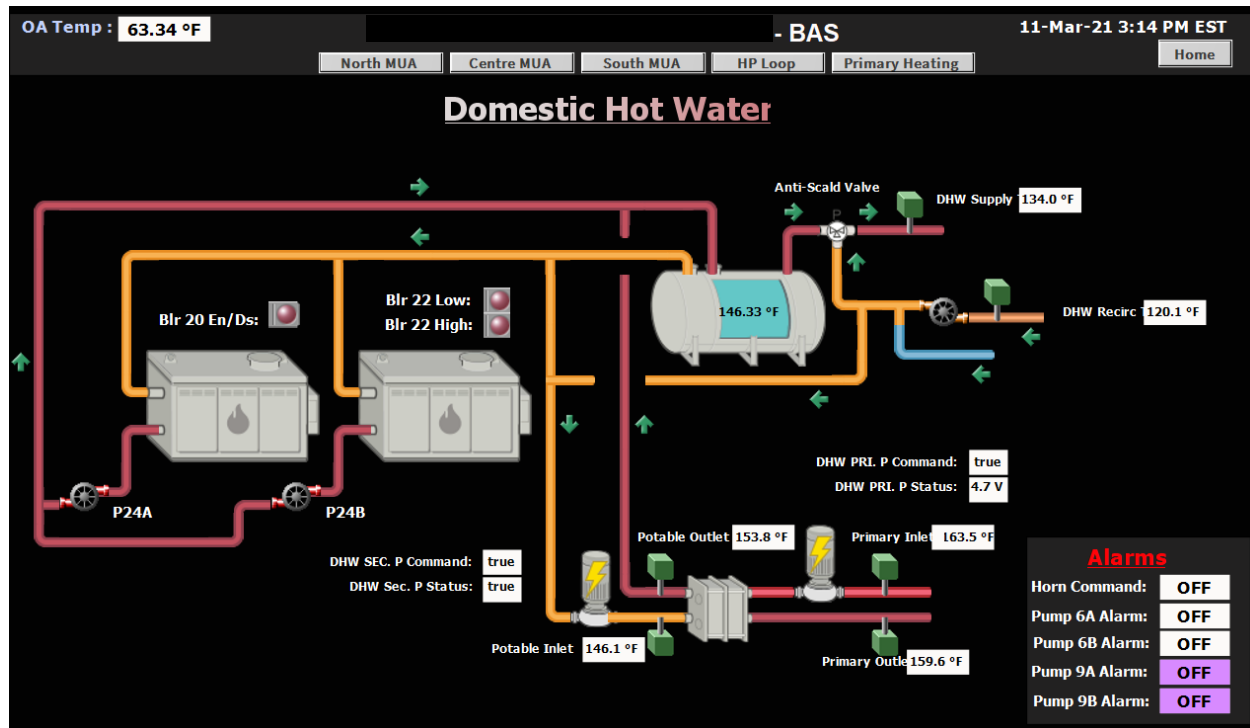 OA Temp : 63.34 °F
- BAS
11-Mar-21 3:14 PM EST
North MUA Centre MUA South MUA HP Loop Primary Heating Home
Domestic Hot Water
Anti-Scald Valve
P
DHW Supply 134.0 °F
Blr 20 En/Ds:
Blr 22 Low:
Blr 22 High:
146.33 °F
DHW Recirc 120.1 °F
P24A
P24B
DHW PRI. P Command: true
DHW PRI. P Status: 4.7 V
DHW SEC. P Command: true
DHW Sec. P Status: true
Potable Outlet 153.8 °F
Primary Inlet 163.5 °F
Potable Inlet 146.1 °F
Primary 159.6 °F
Alarms
Horn Command: OFF
Pump 6A Alarm: OFF
Pump 6B Alarm: OFF
Pump 9A Alarm: OFF
Pump 9B Alarm: OFF